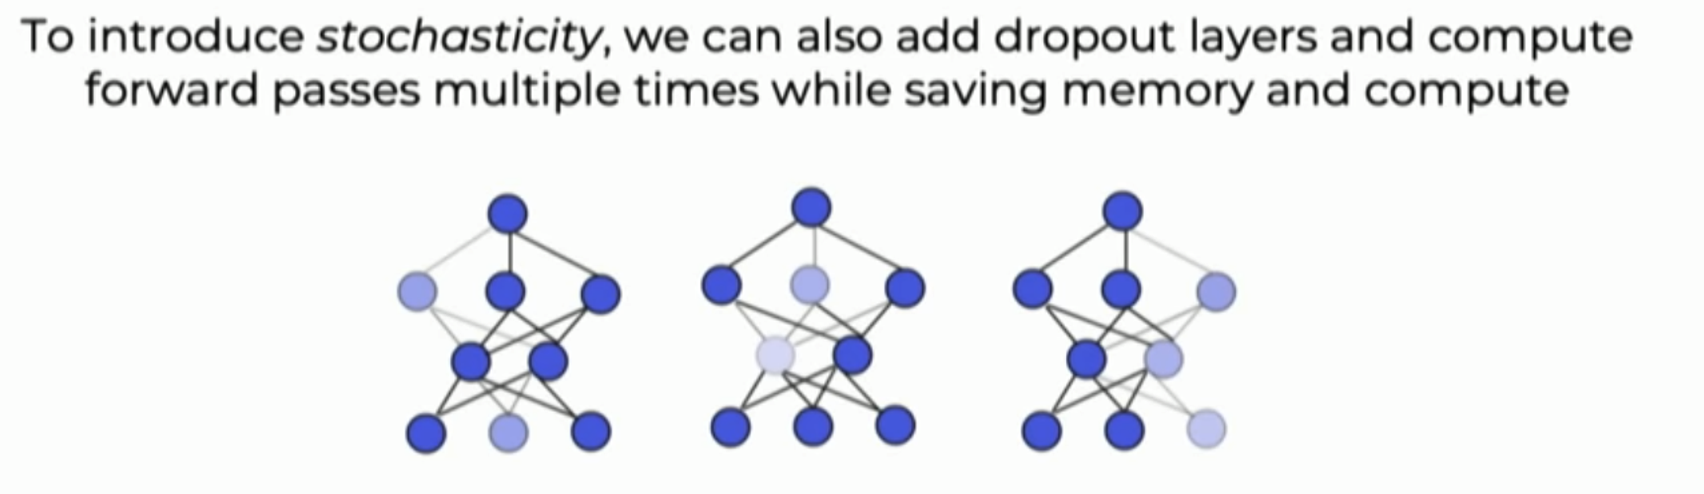 To introduce stochasticity, we can also add dropout layers and compute
forward passes multiple times while saving memory and compute